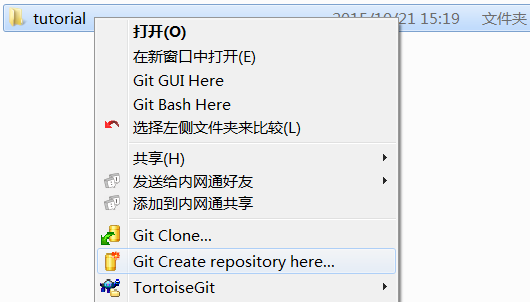 tutorial 2015/10/21 15:19 文件夹
打开(O)
在新窗口中打开(E)
Git GUI Here
Git Bash Here
选择左侧文件夹来比较(L)
共享(H)
发送给内网通好友
添加到内网通共享
Git Clone...
Git Create repository here...
TortoiseGit